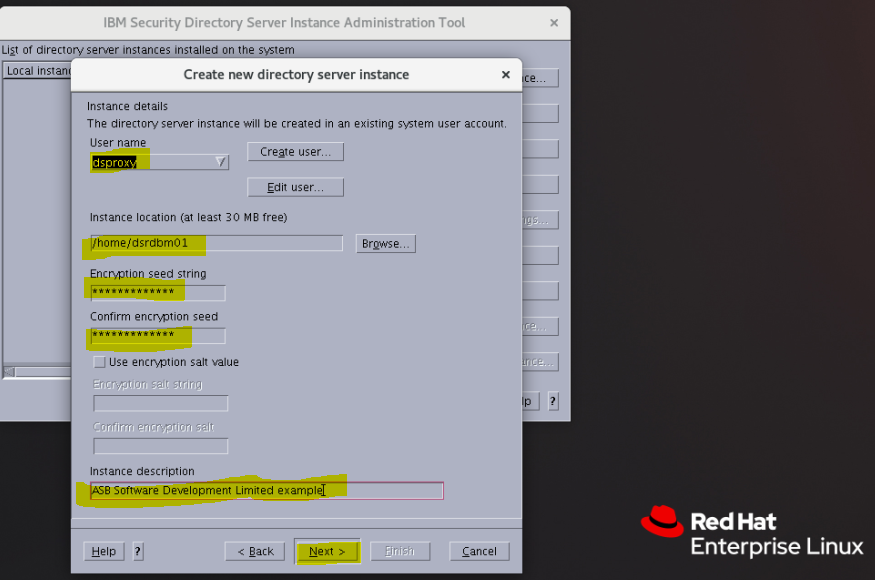 IBM Security Directory Server Instance Administration Tool ×
List of directory server instances installed on the system
Local instanc
Create new directory server instance ×
nce...
Instance details
The directory server instance will be created in an existing system user account.
User name
dsproxy
Create user...
Edit user...
Instance location (at least 30 MB free)
ngs...
/home/dsrdbm01
Browse...
Encryption seed string
*************
Confirm encryption seed
*************
nce...
Use encryption salt value
ance...
Encryption salt string
lp ?
Confirm encryption salt
Instance description
ASB Software Development Limited example
Help ? < Back Next > Finish Cancel
Red Hat
Enterprise Linux